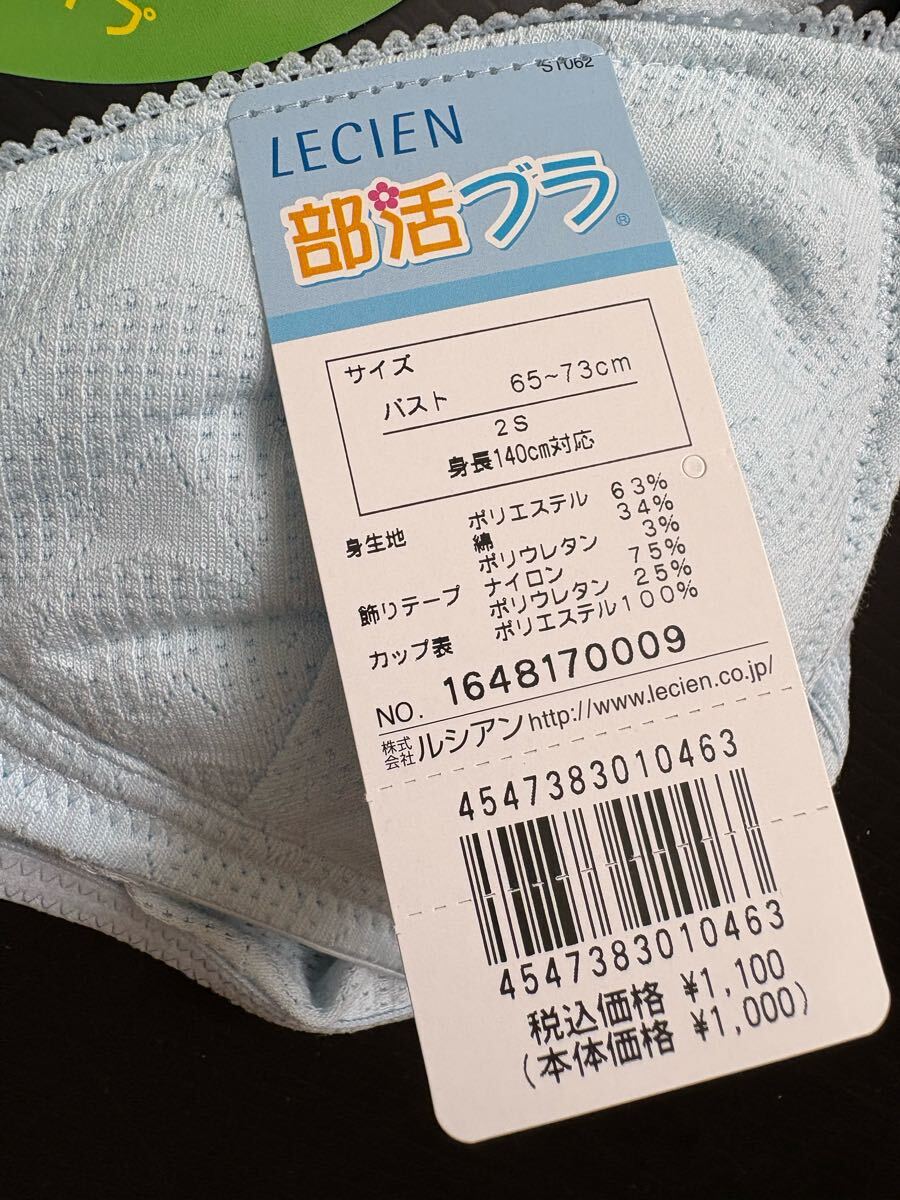 プ
ST062
LECIEN
部活ブラ®
サイズ
バスト 65~73cm
2S
身長140cm対応
身生地 ポリエステル 63%
綿 34%
ポリウレタン 3%
飾りテープ ナイロン 75%
ポリウレタン 25%
カップ表 ポリエステル100%
NO. 1648170009
株式会社 ルシアン http://www.lecien.co.jp/
4547383010463
4547383010463
税込価格 ¥1,100
(本体価格 ¥1,000)